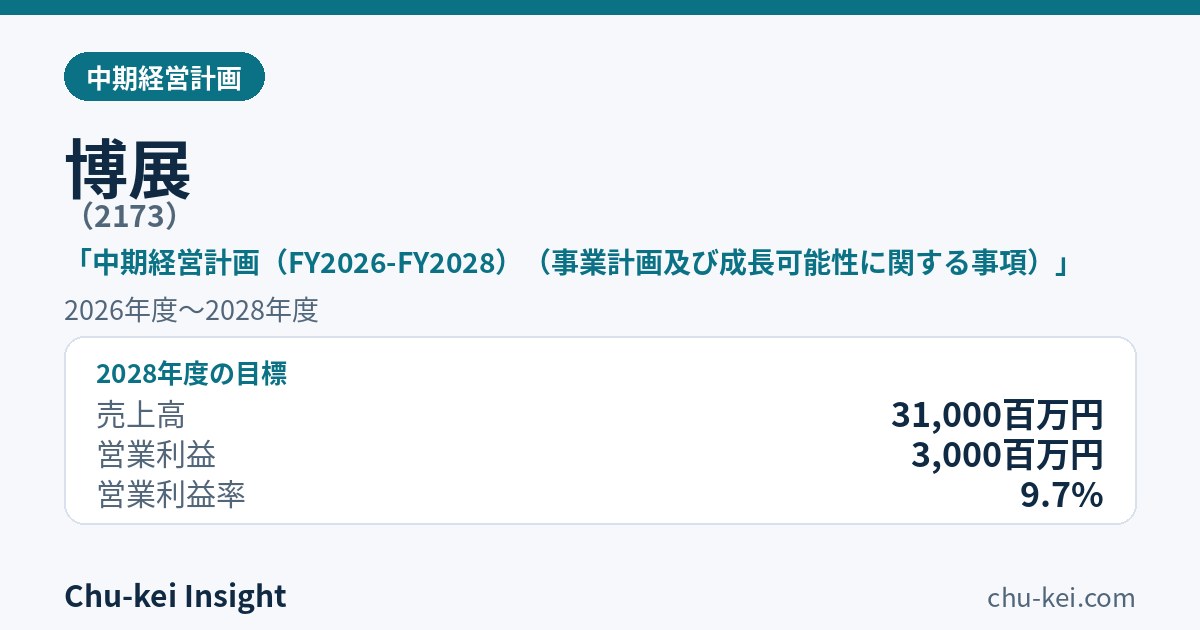 中期経営計画
博展
（2173）
「中期経営計画（FY2026-FY2028）（事業計画及び成長可能性に関する事項）」
2026年度～2028年度
2028年度の目標
売上高 31,000百万円
営業利益 3,000百万円
営業利益率 9.7%
Chu-kei Insight chu-kei.com